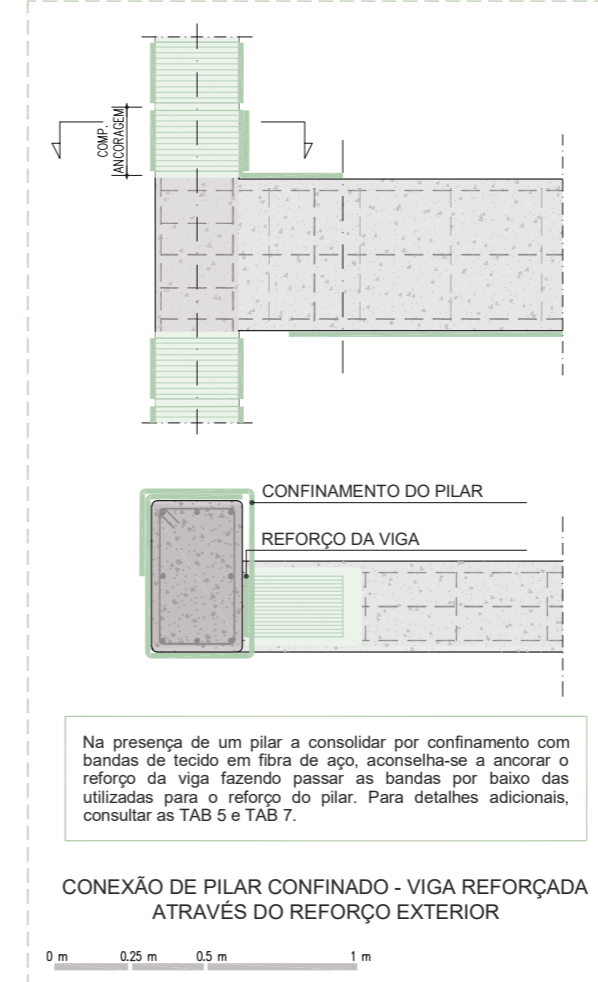 COMP.
ANCORAGEM
CONFINAMENTO DO PILAR
REFORÇO DA VIGA
Na presença de um pilar a consolidar por confinamento com
bandas de tecido em fibra de aço, aconselha-se a ancorar o
reforço da viga fazendo passar as bandas por baixo das
utilizadas para o reforço do pilar. Para detalhes adicionais,
consultar as TAB 5 e TAB 7.
CONEXÃO DE PILAR CONFINADO - VIGA REFORÇADA
ATRAVÉS DO REFORÇO EXTERIOR
0 m 0.25 m 0.5 m 1 m